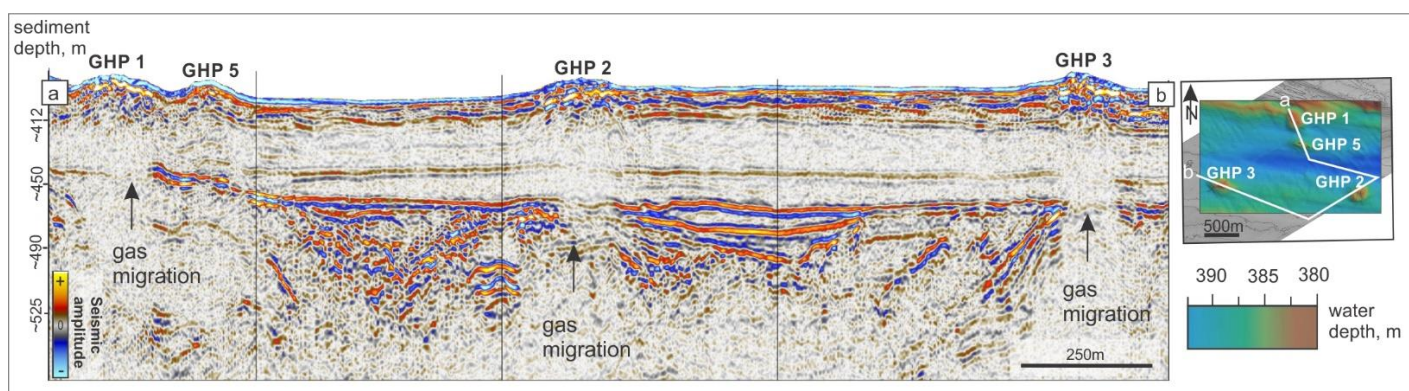 sediment
depth, m
GHP 1
GHP 5
GHP 2
GHP 3
a
b
~412
~450
~490
~525
gas
migration
gas
migration
gas
migration
+
0
-
Seismic
amplitude
250m
N
a
GHP 1
GHP 5
b
GHP 3
GHP 2
500m
390 385 380
water
depth, m